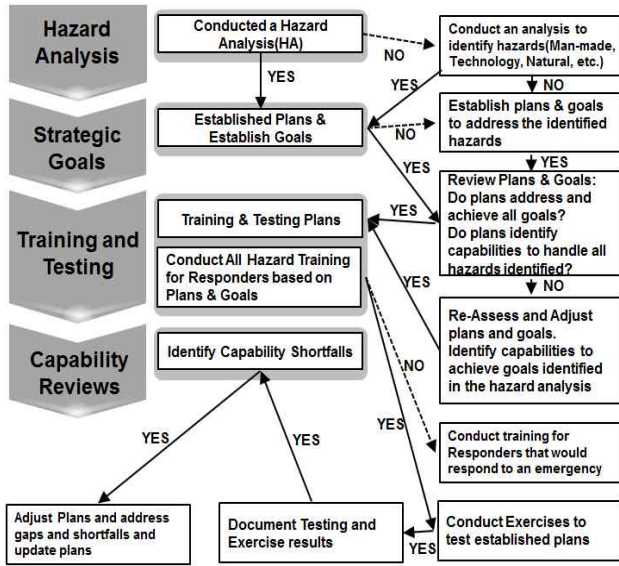 Hazard
Analysis
Conducted a Hazard
Analysis(HA)
NO
Conduct an analysis to
identify hazards(Man-made,
Technology, Natural, etc.)
YES
YES
NO
Strategic
Goals
Established Plans &
Establish Goals
NO
Establish plans & goals
to address the identified
hazards
YES
YES
Training and
Testing
Training & Testing Plans
YES
Review Plans & Goals:
Do plans address and
achieve all goals?
Do plans identify
capabilities to handle all
hazards identified?
Conduct All Hazard Training
for Responders based on
Plans & Goals
YES
NO
Re-Assess and Adjust
plans and goals.
Identify capabilities to
achieve goals identified
in the hazard analysis
Capability
Reviews
Identify Capability Shortfalls
NO
YES
YES
YES
Conduct training for
Responders that would
respond to an emergency
Adjust Plans and address
gaps and shortfalls and
update plans
Document Testing and
Exercise results
YES
Conduct Exercises to
test established plans